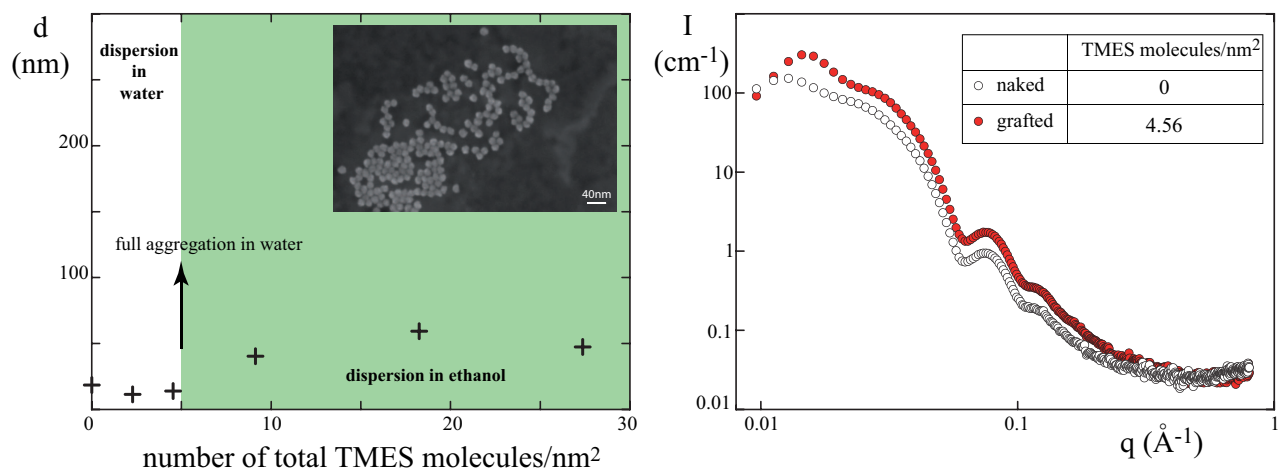 d
(nm)
dispersion
in
water
40nm
200
full aggregation in water
100
dispersion in ethanol
0
0
10
20
30
number of total TMES molecules/nm2
I
(cm-1)
TMES molecules/nm2
naked
0
grafted
4.56
100
10
1
0.1
0.01
0.01
0.1
1
q (Å-1)